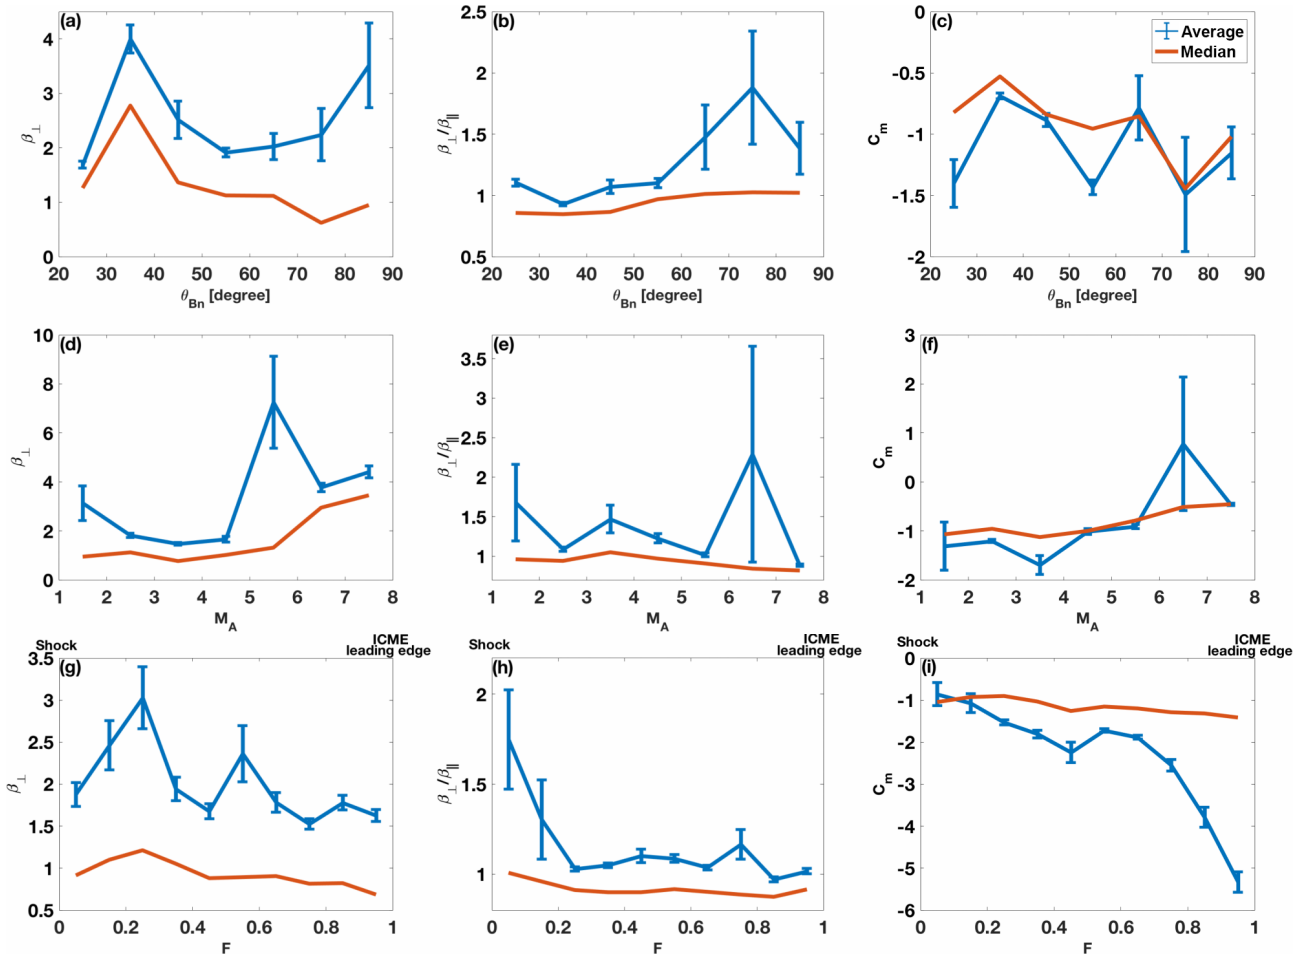 (a)
4
3
2
1
0
β⊥
20 30 40 50 60 70 80 90
θBn [degree]
(b)
2.5
2
1.5
1
0.5
β⊥/β∥
20 30 40 50 60 70 80 90
θBn [degree]
(c)
0
-0.5
-1
-1.5
-2
Cm
Average
Median
20 30 40 50 60 70 80 90
θBn [degree]
(d)
10
8
6
4
2
0
β⊥
1 2 3 4 5 6 7 8
MA
(e)
3.5
3
2.5
2
1.5
1
β⊥/β∥
1 2 3 4 5 6 7 8
MA
(f)
3
2
1
0
-1
-2
Cm
1 2 3 4 5 6 7 8
MA
Shock
ICME
leading edge
(g)
3.5
3
2.5
2
1.5
1
0.5
β⊥
0 0.2 0.4 0.6 0.8 1
F
Shock
ICME
leading edge
(h)
2
1.5
1
β⊥/β∥
0 0.2 0.4 0.6 0.8 1
F
Shock
ICME
leading edge
(i)
0
-1
-2
-3
-4
-5
-6
Cm
0 0.2 0.4 0.6 0.8 1
F